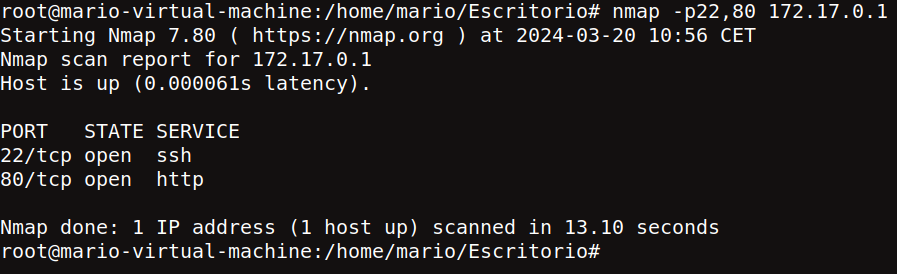 root@mario-virtual-machine:/home/mario/Escritorio# nmap -p22,80 172.17.0.1
Starting Nmap 7.80 ( https://nmap.org ) at 2024-03-20 10:56 CET
Nmap scan report for 172.17.0.1
Host is up (0.000061s latency).

PORT   STATE SERVICE
22/tcp open  ssh
80/tcp open  http

Nmap done: 1 IP address (1 host up) scanned in 13.10 seconds
root@mario-virtual-machine:/home/mario/Escritorio#